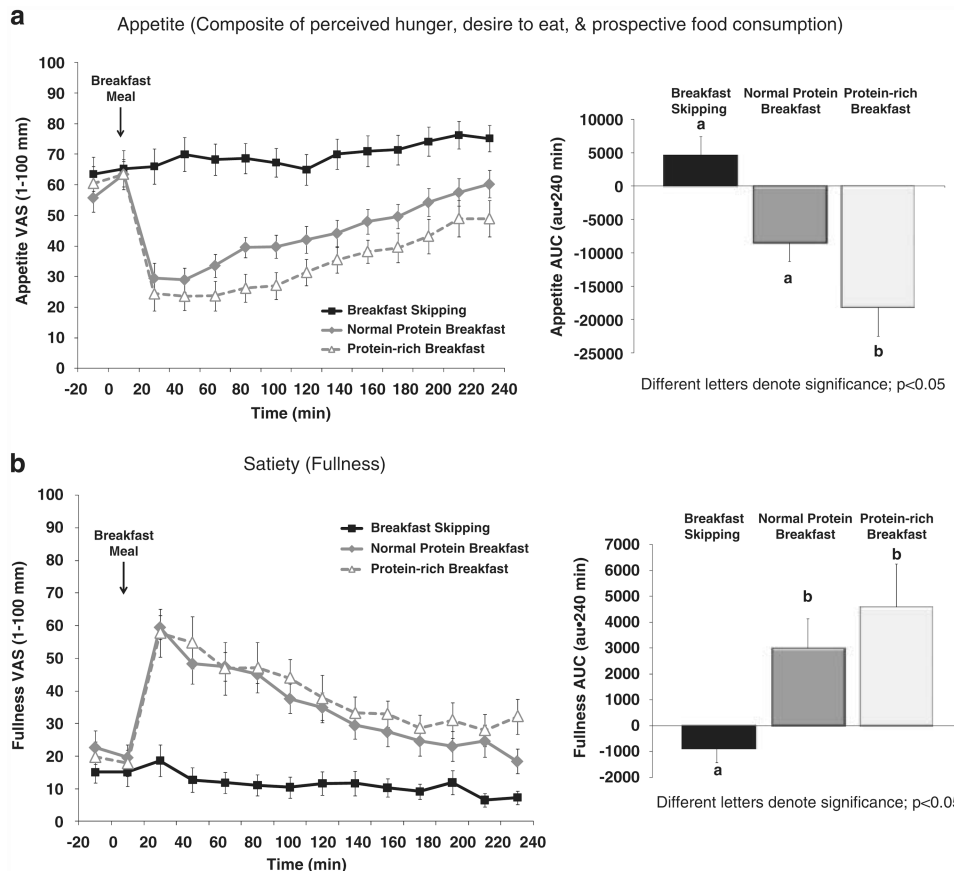 a
Appetite (Composite of perceived hunger, desire to eat, & prospective food consumption)
Appetite VAS (1-100 mm)
100
90
80
70
60
50
40
30
20
10
0
Breakfast
Meal
Breakfast Skipping
Normal Protein Breakfast
Protein-rich Breakfast
-20 0 20 40 60 80 100 120 140 160 180 200 220 240
Time (min)
Appetite AUC (au•240 min)
Breakfast Skipping
Normal Protein Breakfast
Protein-rich Breakfast
10000
5000
0
-5000
-10000
-15000
-20000
-25000
a
a
b
Different letters denote significance; p<0.05
b
Satiety (Fullness)
Fullness VAS (1-100 mm)
100
90
80
70
60
50
40
30
20
10
0
Breakfast
Meal
Breakfast Skipping
Normal Protein Breakfast
Protein-rich Breakfast
-20 0 20 40 60 80 100 120 140 160 180 200 220 240
Time (min)
Fullness AUC (au•240 min)
Breakfast Skipping
Normal Protein Breakfast
Protein-rich Breakfast
7000
6000
5000
4000
3000
2000
1000
0
-1000
-2000
a
b
b
Different letters denote significance; p<0.0